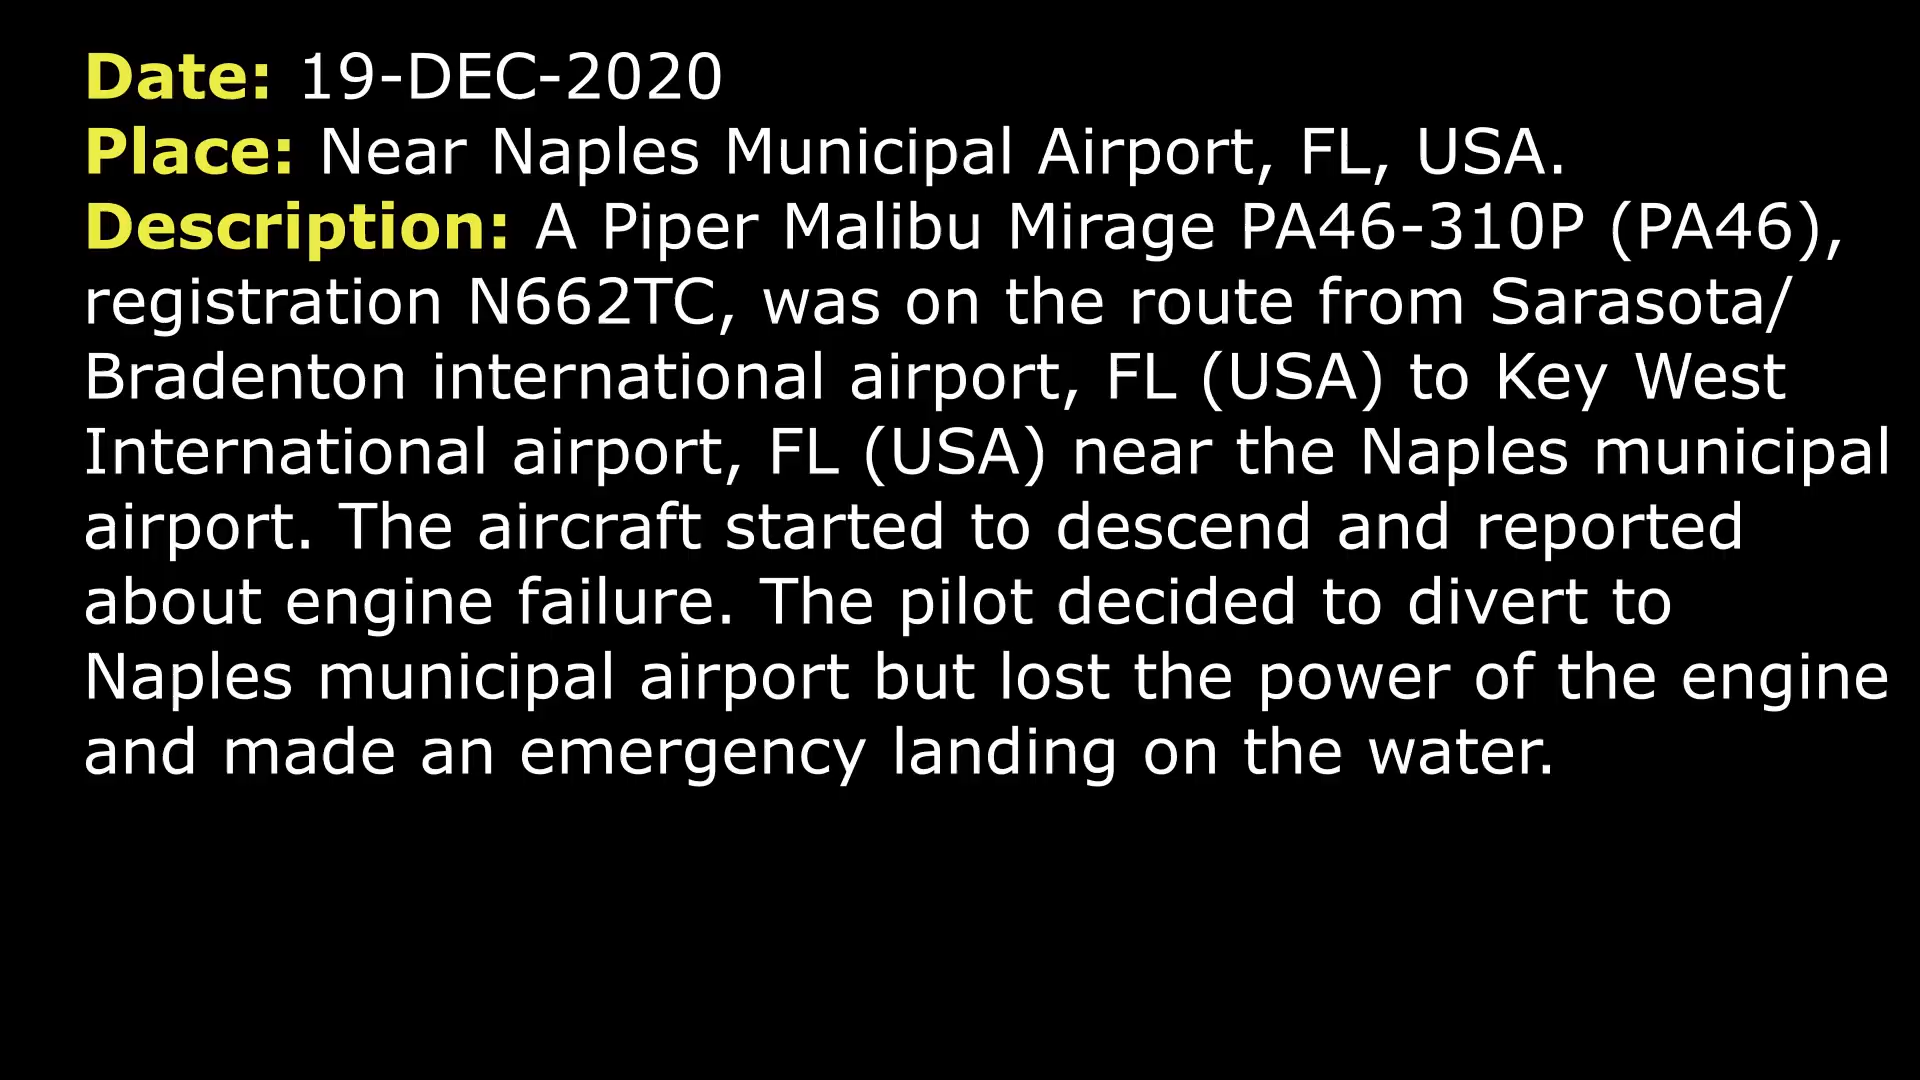 Date: 19-DEC-2020
Place: Near Naples Municipal Airport, FL, USA.
Description: A Piper Malibu Mirage PA46-310P (PA46),
registration N662TC, was on the route from Sarasota/
Bradenton international airport, FL (USA) to Key West
International airport, FL (USA) near the Naples municipal
airport. The aircraft started to descend and reported
about engine failure. The pilot decided to divert to
Naples municipal airport but lost the power of the engine
and made an emergency landing on the water.